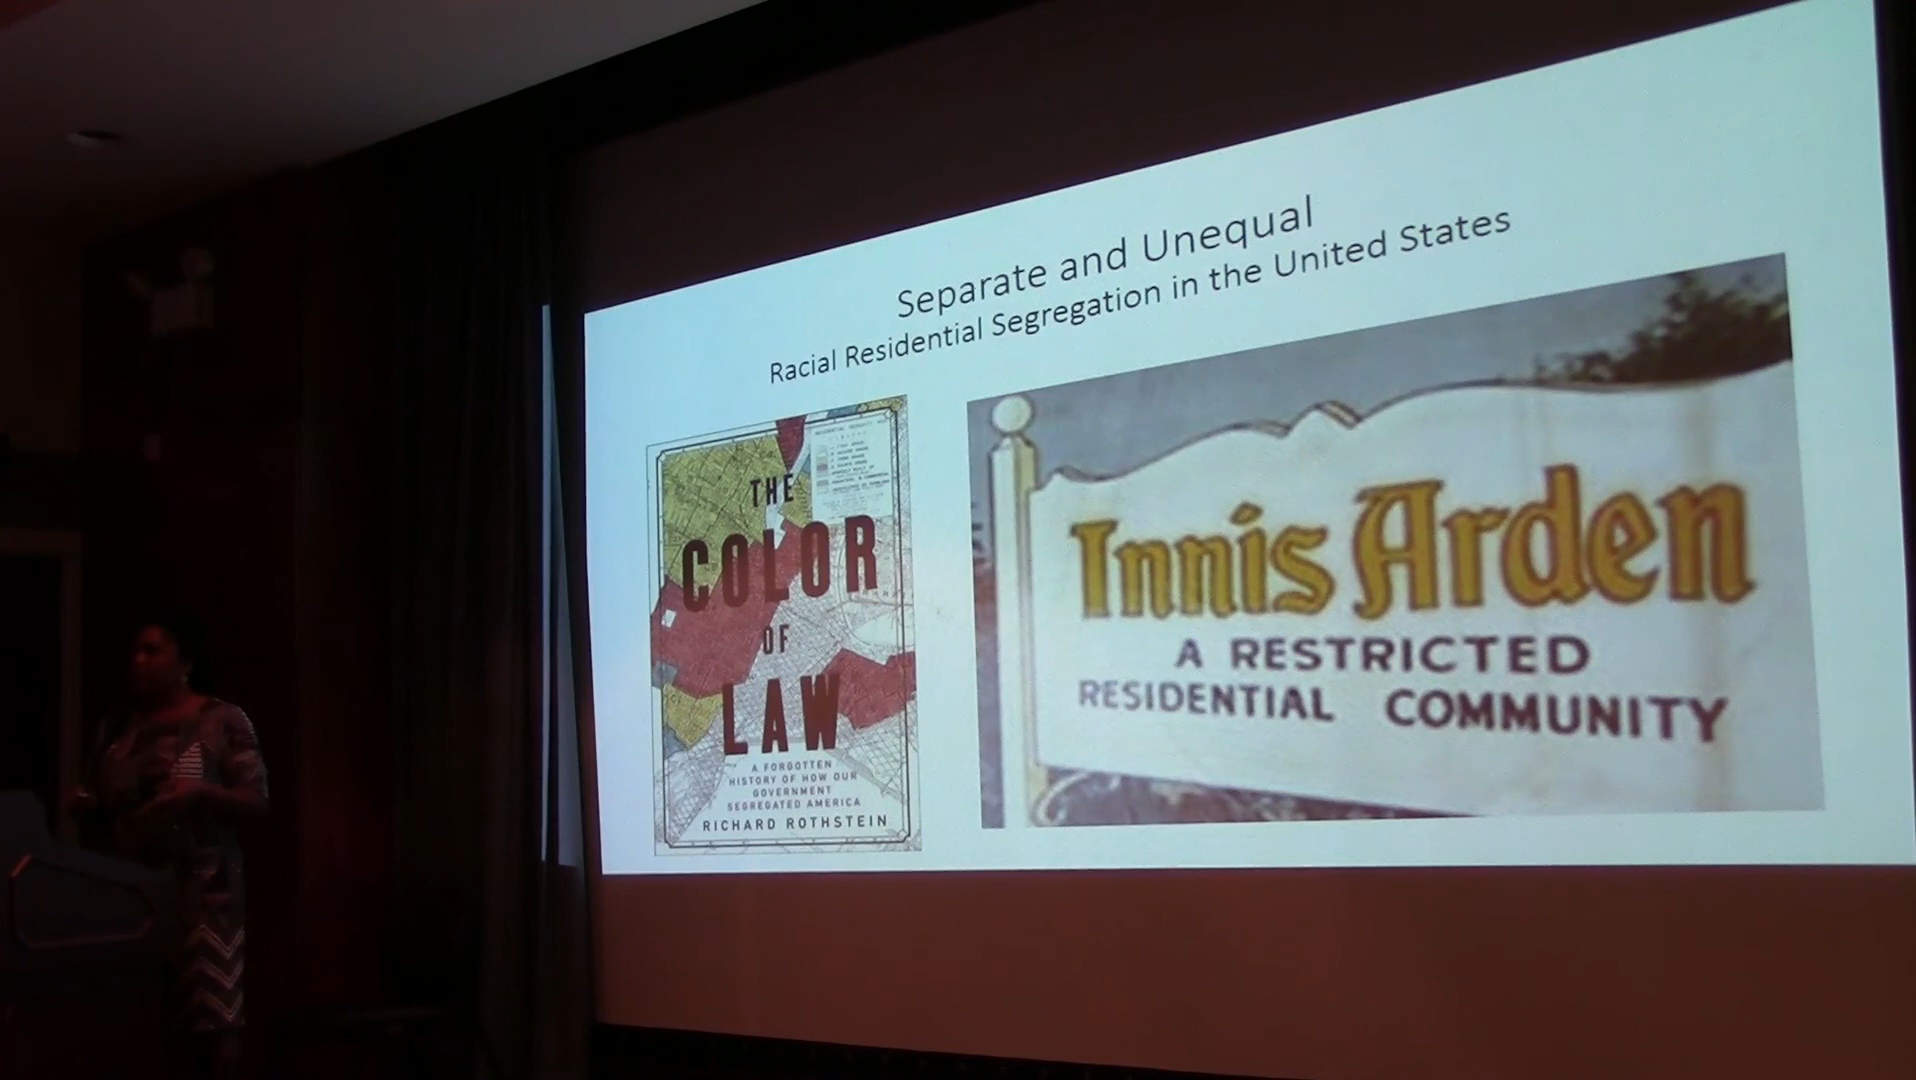 Separate and Unequal
Racial Residential Segregation in the United States
THE
COLOR
OF
LAW
A FORGOTTEN
HISTORY OF HOW OUR
GOVERNMENT
SEGREGATED AMERICA
RICHARD ROTHSTEIN
Innis Arden
A RESTRICTED
RESIDENTIAL COMMUNITY